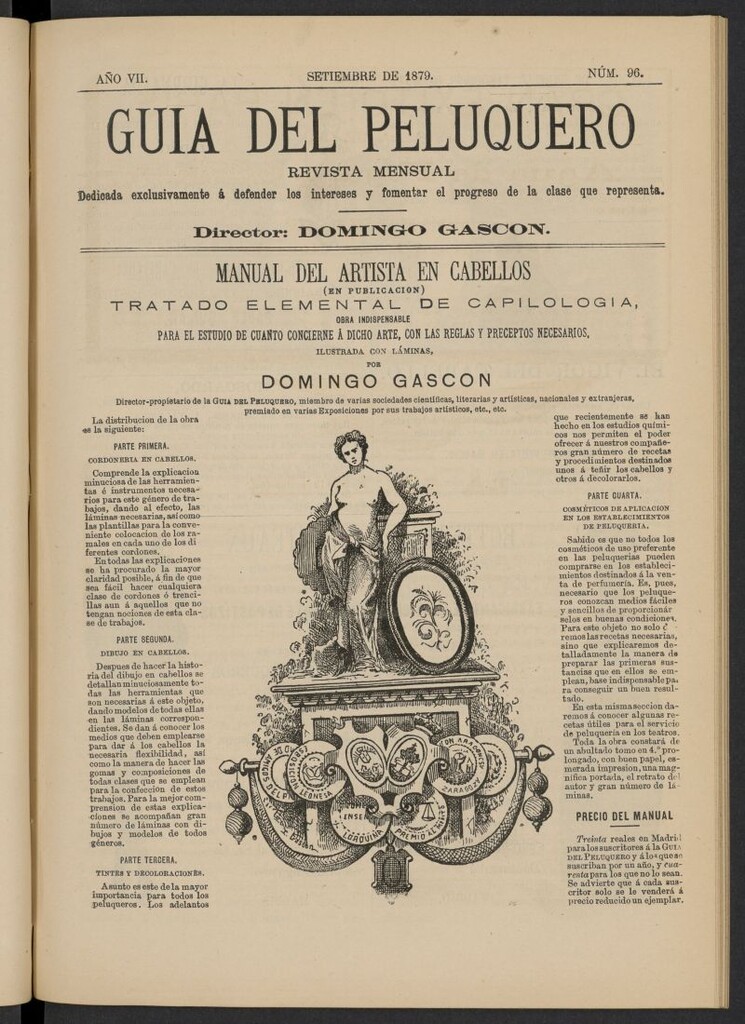 AÑO VII.
SETIEMBRE DE 1879.
NÚM. 96.
GUIA DEL PELUQUERO
REVISTA MENSUAL
Dedicada exclusivamente á defender los intereses y fomentar el progreso de la clase que representa.
Director: DOMINGO GASCON.
MANUAL DEL ARTISTA EN CABELLOS
(EN PUBLICACION)
TRATADO ELEMENTAL DE CAPILOLOGIA,
OBRA INDISPENSABLE
PARA EL ESTUDIO DE CUANTO CONCIERNE Á DICHO ARTE, CON LAS REGLAS Y PRECEPTOS NECESARIOS,
ILUSTRADA CON LÁMINAS,
POR
DOMINGO GASCON
Director-propietario de la GUIA DEL PELUQUERO, miembro de varias sociedades científicas, literarias y artísticas, nacionales y extranjeras,
premiado en varias Exposiciones por sus trabajos artísticos, etc., etc.
La distribucion de la obra
es la siguiente:
PARTE PRIMERA.
CORDONERIA EN CABELLOS.
Comprende la explicacion
minuciosa de las herramien-
tas é instrumentos necesa-
rios para este género de tra-
bajos, dando al efecto, las
láminas necesarias, así como
las plantillas para la conve-
niente colocacion de los ra-
males en cada uno de los di
ferentes cordones.
En todas las explicaciones
se ha procurado la mayor
claridad posible, á fin de que
sea fácil hacer cualquiera
clase de cordones ó trenci-
llas aun á aquellos que no
tengan nociones de esta cla-
se de trabajos.
PARTE SEGUNDA.
DIBUJO EN CABELLOS.
Despues de hacer la histo-
ria del dibujo en cabellos se
detallan minuciosamente to-
das las herramientas que
son necesarias á este objeto,
dando modelos de todas ellas
en las láminas correspon-
dientes. Se dán á conocer los
medios que deben emplearse
para dár á los cabellos la
necesaria flexibilidad, así
como la manera de hacer las
gomas y composiciones de
todas clases que se emplean
para la confeccion de estos
trabajos. Para la mejor com-
prension de estas explica-
ciones se acompañan gran
número de láminas con di-
bujos y modelos de todos
géneros.
PARTE TERCERA.
TINTES Y DECOLORACIONES.
Asunto es este de la mayor
importancia para todos los
peluqueros. Los adelantos
que recientemente se han
hecho en los estudios quími-
cos nos permiten el poder
ofrecer á nuestros compañe-
ros gran número de recetas
y procedimientos destinados
unos á teñir los cabellos y
otros á decolorarlos.
PARTE CUARTA.
COSMÉTICOS DE APLICACION
EN LOS ESTABLECIMIENTOS
DE PELUQUERIA.
Sabido es que no todos los
cosméticos de uso preferente
en las peluquerias pueden
comprarse en los estableci-
mientos destinados á la ven-
ta de perfumería. Es, pues,
necesario que los peluque-
ros conozcan medios fáciles
y sencillos de proporcionár
selos en buenas condiciones.
Para este objeto no solo
remos las recetas necesarias,
sino que explicaremos de-
talladamente la manera de
preparar las primeras sus-
tancias que en ellos se em-
plean, base indispensable pa-
ra conseguir un buen resul-
tado.
En esta misma seccion da-
remos á conocer algunas re-
cetas útiles para el servicio
de peluquería en los teatros.
Toda la obra constará de
un abultado tomo en 4.º pro-
longado, con buen papel, es-
merada impresion, una mag-
nífica portada, el retrato del
autor y gran número de lá-
minas.
PRECIO DEL MANUAL
Treinta reales en Madrid
para los suscritores á la GUIA
DEL PELUQUERO y á los que se
suscriban por un año, y cua-
renta para los que no lo sean.
Se advierte que á cada sus-
critor solo se le venderá á
precio reducido un ejemplar.
LEONESA
ZARAGOZA
PREMIO